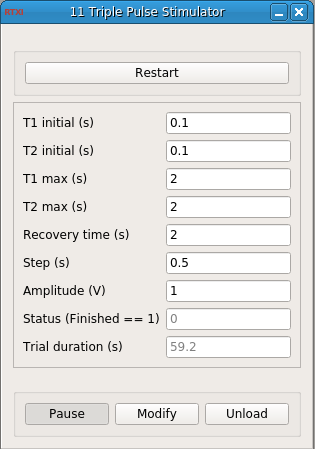 RTXI 11 Triple Pulse Stimulator
Restart
T1 initial (s) 0.1
T2 initial (s) 0.1
T1 max (s) 2
T2 max (s) 2
Recovery time (s) 2
Step (s) 0.5
Amplitude (V) 1
Status (Finished == 1) 0
Trial duration (s) 59.2
Pause Modify Unload